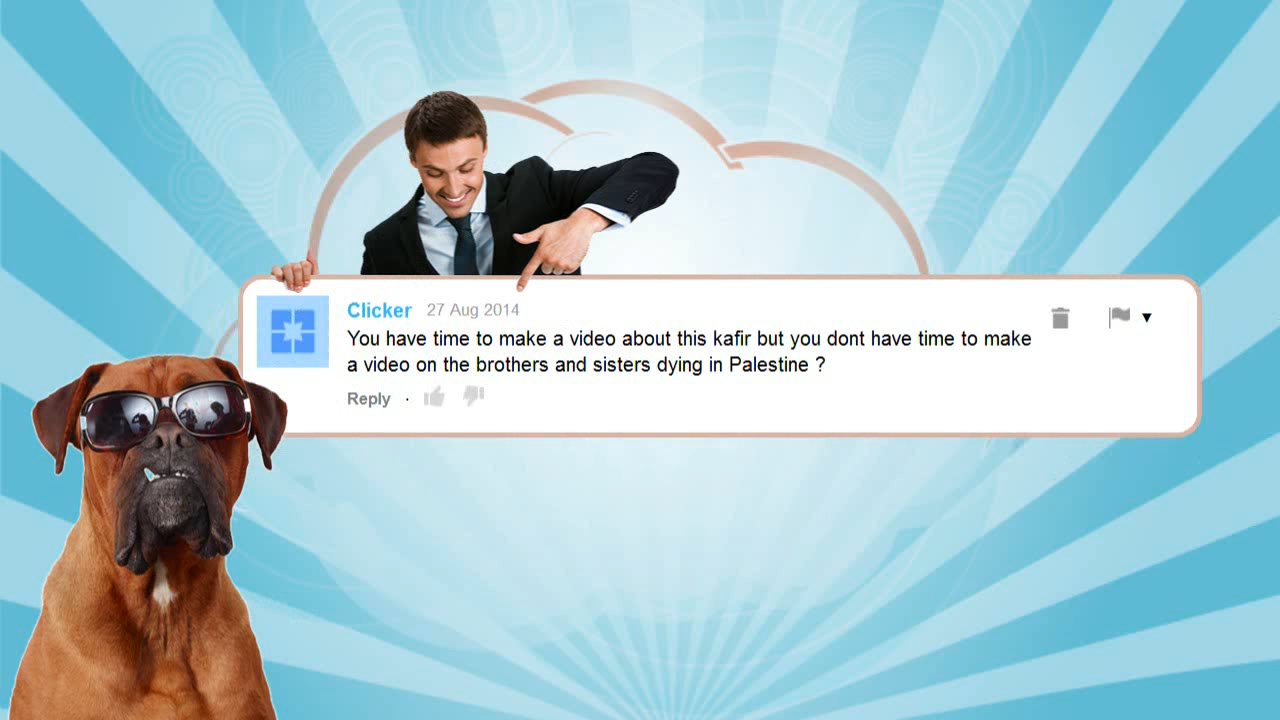 Clicker 27 Aug 2014
You have time to make a video about this kafir but you dont have time to make
a video on the brothers and sisters dying in Palestine ?
Reply ·